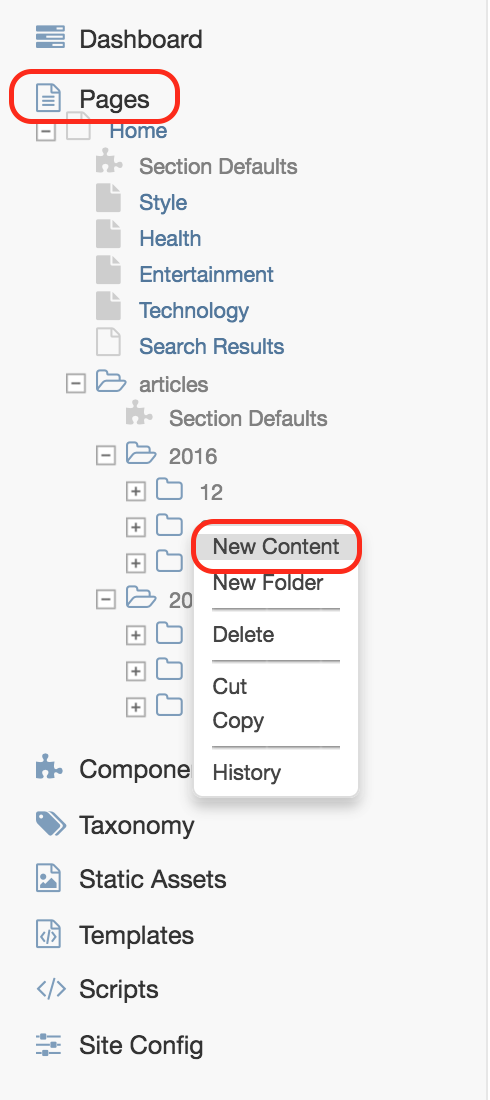 Dashboard
Pages
Home
Section Defaults
Style
Health
Entertainment
Technology
Search Results
articles
Section Defaults
2016
12
New Content
New Folder
20
Delete
Cut
Copy
History
Compone
Taxonomy
Static Assets
Templates
Scripts
Site Config